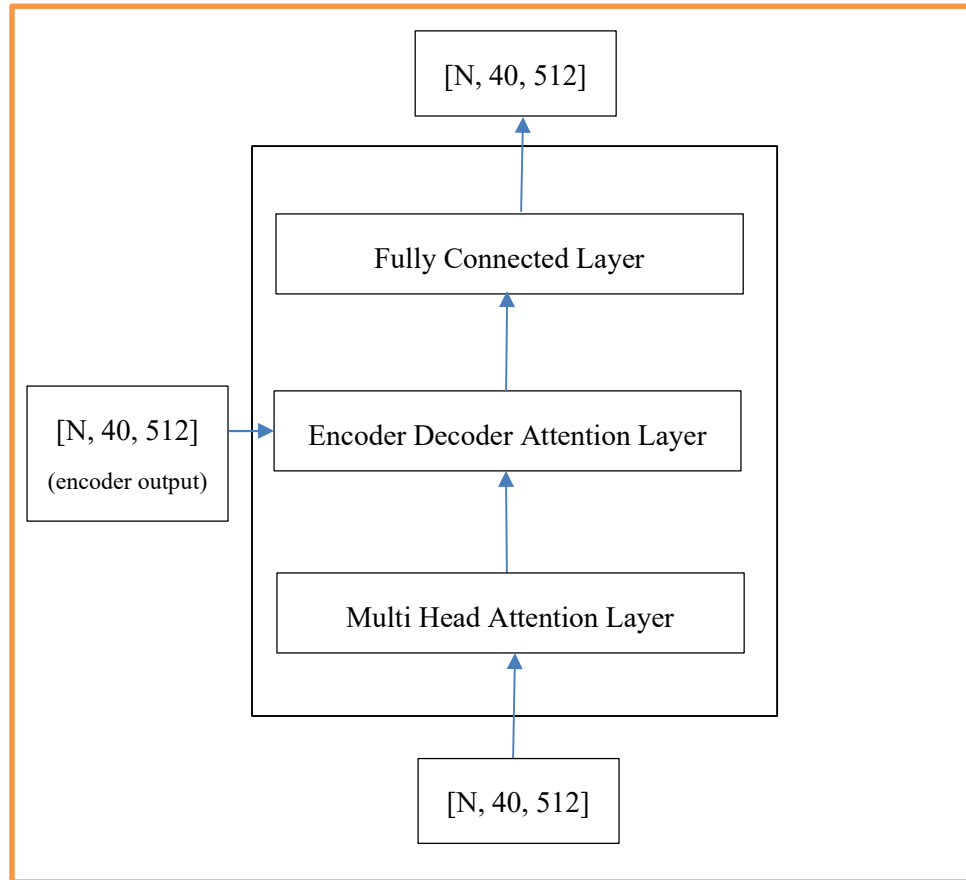 [N, 40, 512]
Fully Connected Layer
[N, 40, 512]
(encoder output)
Encoder Decoder Attention Layer
Multi Head Attention Layer
[N, 40, 512]